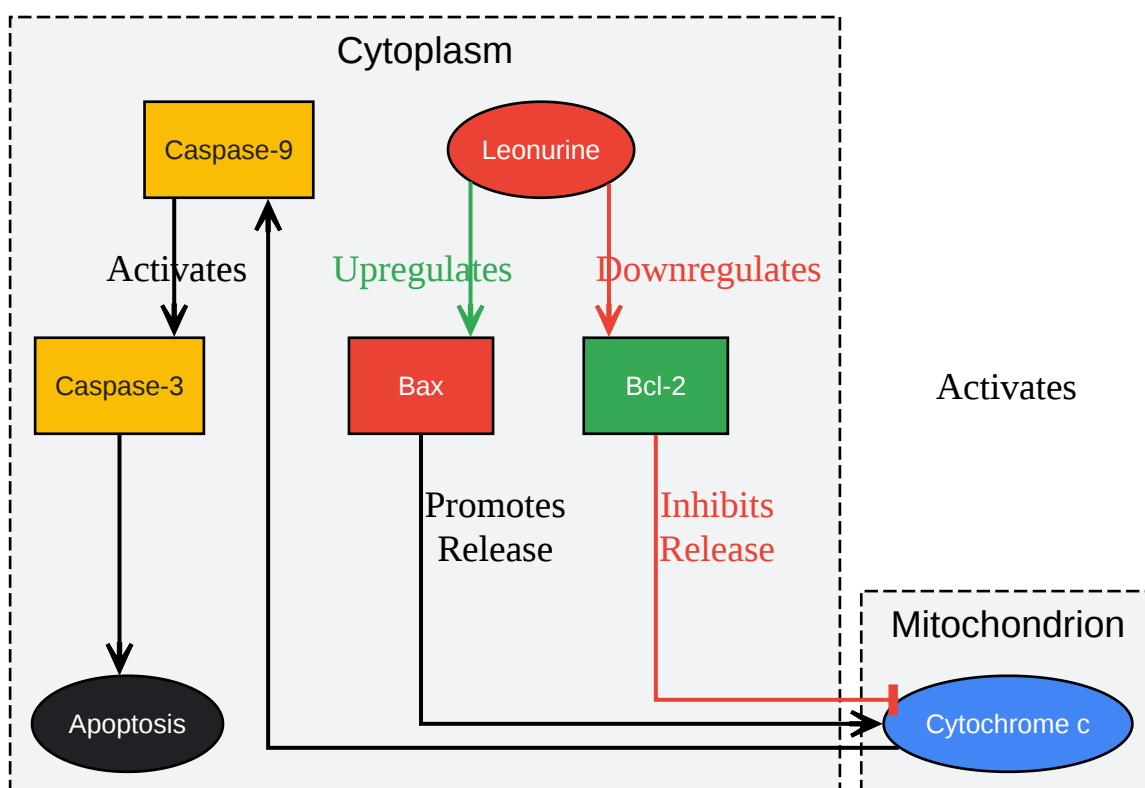 Cytoplasm
Caspase-9
Leonurine
Activates
Upregulates
Downregulates
Caspase-3
Bax
Bcl-2
Activates
Promotes
Release
Inhibits
Release
Mitochondrion
Apoptosis
Cytochrome c